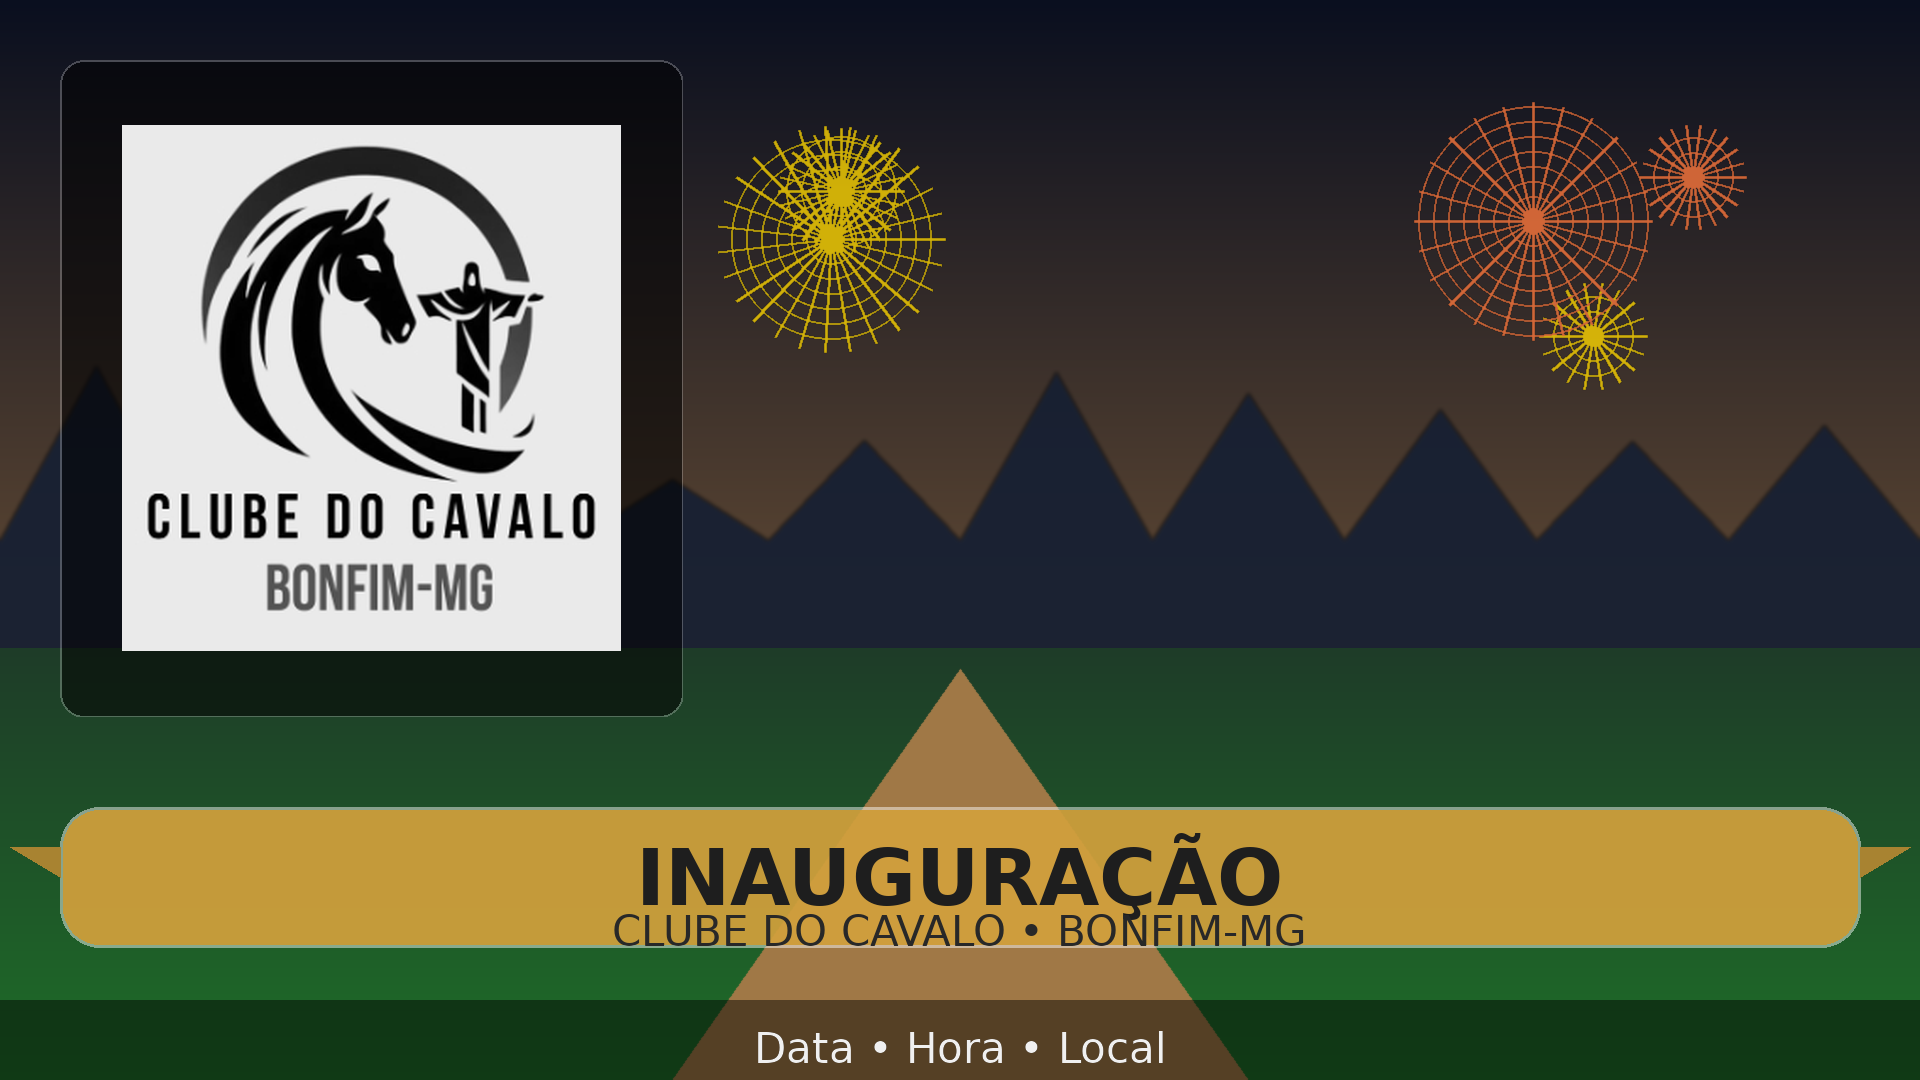 CLUBE DO CAVALO
BONFIM-MG
INAUGURAÇÃO
CLUBE DO CAVALO • BONFIM-MG
Data • Hora • Local